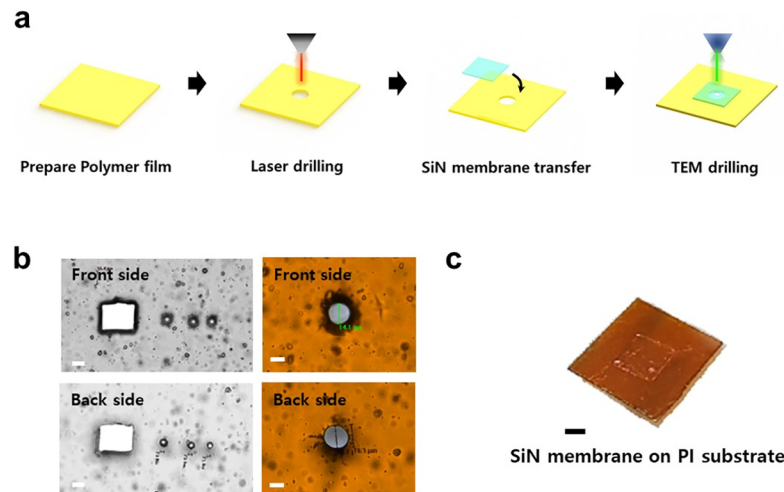 a
Prepare Polymer film
Laser drilling
SiN membrane transfer
TEM drilling
b
Front side
Front side
Back side
Back side
c
SiN membrane on PI substrate